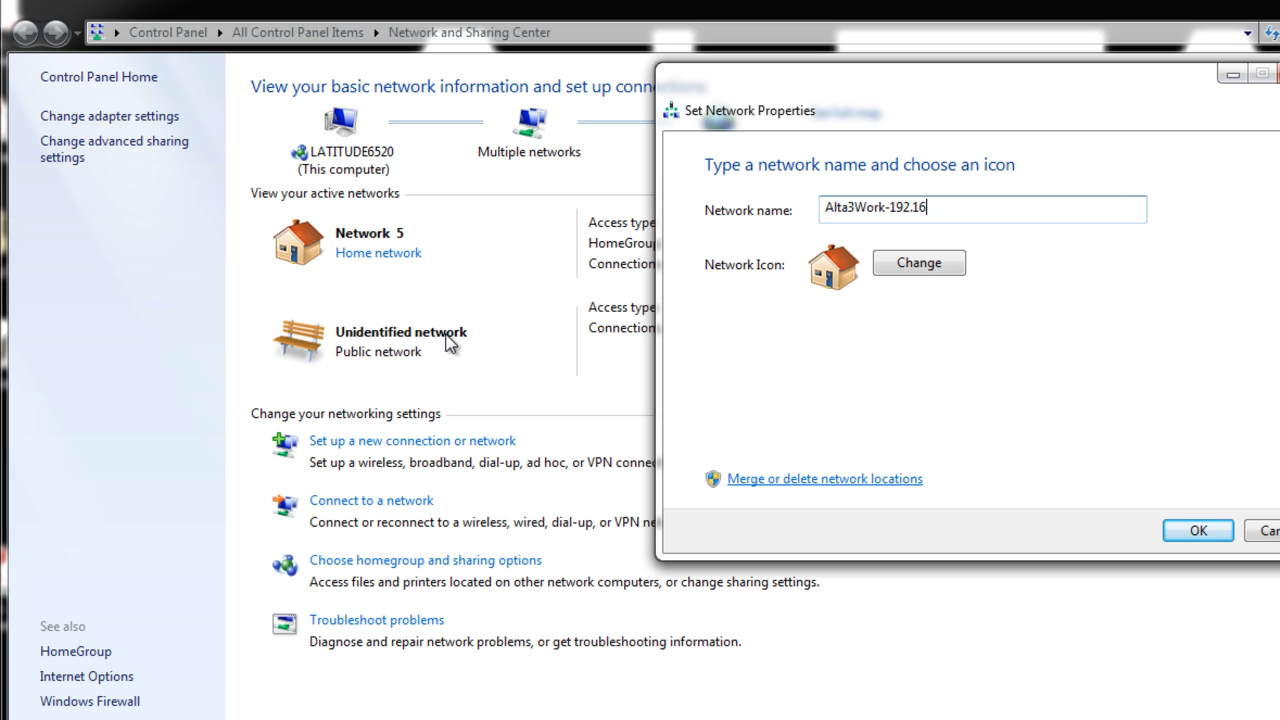 Control Panel All Control Panel Items Network and Sharing Center
Control Panel Home
Change adapter settings
Change advanced sharing
settings
View your basic network information and set up conn
LATITUDE6520
(This computer)
Multiple networks
View your active networks
Network 5
Home network
Access type
HomeGroup
Connection
Unidentified network
Public network
Access type
Connection
Change your networking settings
Set up a new connection or network
Set up a wireless, broadband, dial-up, ad hoc, or VPN connec
Connect to a network
Connect or reconnect to a wireless, wired, dial-up, or VPN ne
Choose homegroup and sharing options
Access files and printers located on other network computers, or change sharing settings.
Troubleshoot problems
Diagnose and repair network problems, or get troubleshooting information.
See also
HomeGroup
Internet Options
Windows Firewall
Set Network Properties
Type a network name and choose an icon
Network name: Alta3Work-192.16
Network Icon: Change
Merge or delete network locations
OK Can